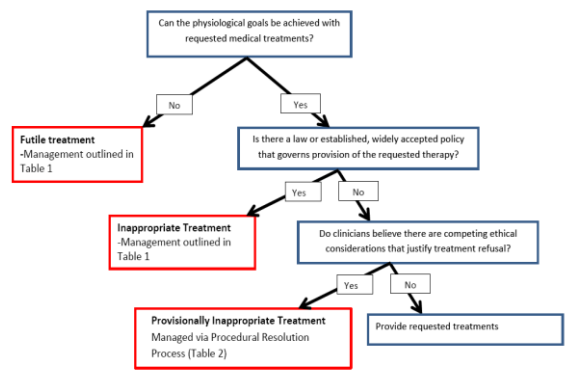 Can the physiological goals be achieved with
requested medical treatments?
No
Yes
Futile treatment
-Management outlined in
Table 1
Is there a law or established, widely accepted policy
that governs provision of the requested therapy?
Yes
No
Inappropriate Treatment
-Management outlined in
Table 1
Do clinicians believe there are competing ethical
considerations that justify treatment refusal?
Yes
No
Provisionally Inappropriate Treatment
Managed via Procedural Resolution
Process (Table 2)
Provide requested treatments